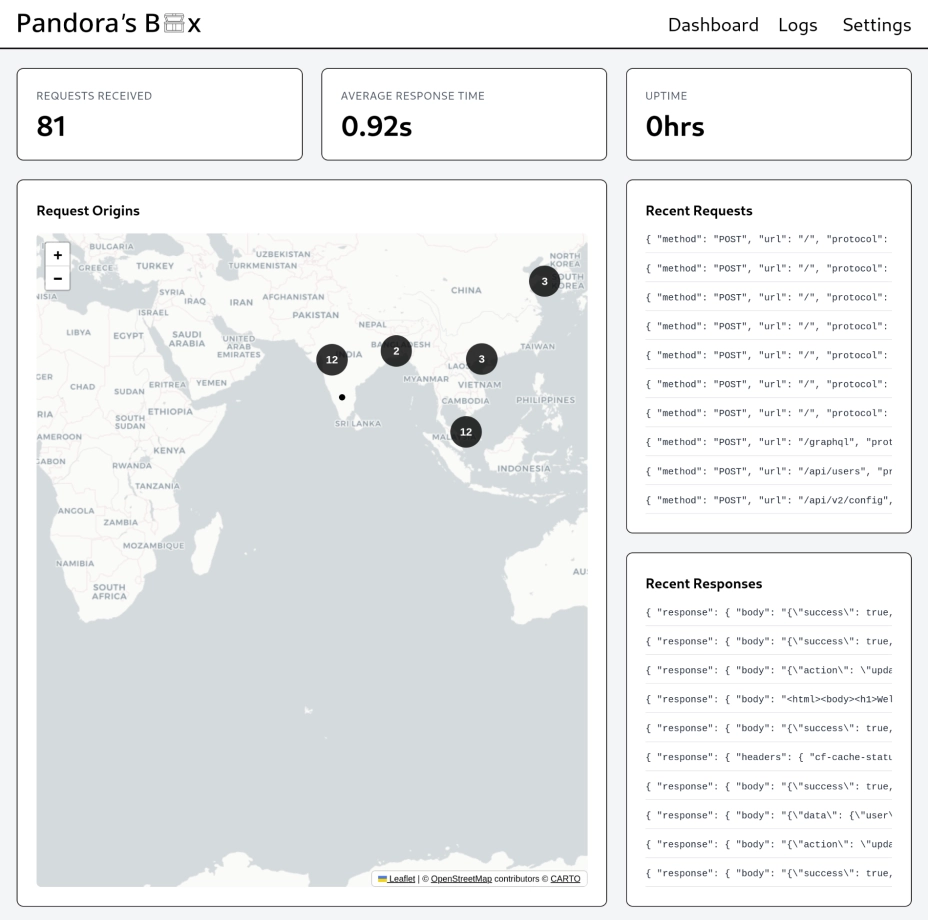 Pandora's B x
Dashboard Logs Settings
REQUESTS RECEIVED
81
AVERAGE RESPONSE TIME
0.92s
UPTIME
0hrs
Request Origins
+
−
BULGARIA
GREECE
TURKEY
UZBEKISTAN
TURKMENISTAN
NORTH
KOREA
SOUTH
KOREA
3
NISIA
SYRIA
IRAQ
IRAN
AFGHANISTAN
CHINA
ISRAEL
PAKISTAN
LIBYA
EGYPT
SAUDI
ARABIA
UNITED
ARAB
EMIRATES
NEPAL
12
2
3
TAIWAN
CHAD
SUDAN
ERITREA
YEMEN
MYANMAR
VIETNAM
SOUTH
SUDAN
ETHIOPIA
SRI LANKA
CAMBODIA
PHILIPPINES
AMEROON
12
KENYA
GABON
RWANDA
INDONESIA
TANZANIA
ANGOLA
ZAMBIA
MOZAMBIQUE
NAMIBIA
AU
SOUTH
AFRICA
Leaflet | © OpenStreetMap contributors © CARTO
Recent Requests
{ "method": "POST", "url": "/", "protocol":
{ "method": "POST", "url": "/", "protocol":
{ "method": "POST", "url": "/", "protocol":
{ "method": "POST", "url": "/", "protocol":
{ "method": "POST", "url": "/", "protocol":
{ "method": "POST", "url": "/", "protocol":
{ "method": "POST", "url": "/", "protocol":
{ "method": "POST", "url": "/graphql", "prot
{ "method": "POST", "url": "/api/users", "pr
{ "method": "POST", "url": "/api/v2/config",
Recent Responses
{ "response": { "body": "{\"success\": true,
{ "response": { "body": "{\"success\": true,
{ "response": { "body": "{\"action\": \"upda
{ "response": { "body": "<html><body><h1>Wel
{ "response": { "body": "{\"success\": true,
{ "response": { "headers": { "cf-cache-statu
{ "response": { "body": "{\"success\": true,
{ "response": { "body": "{\"data\": {\"user\
{ "response": { "body": "{\"action\": \"upda
{ "response": { "body": "{\"success\": true,